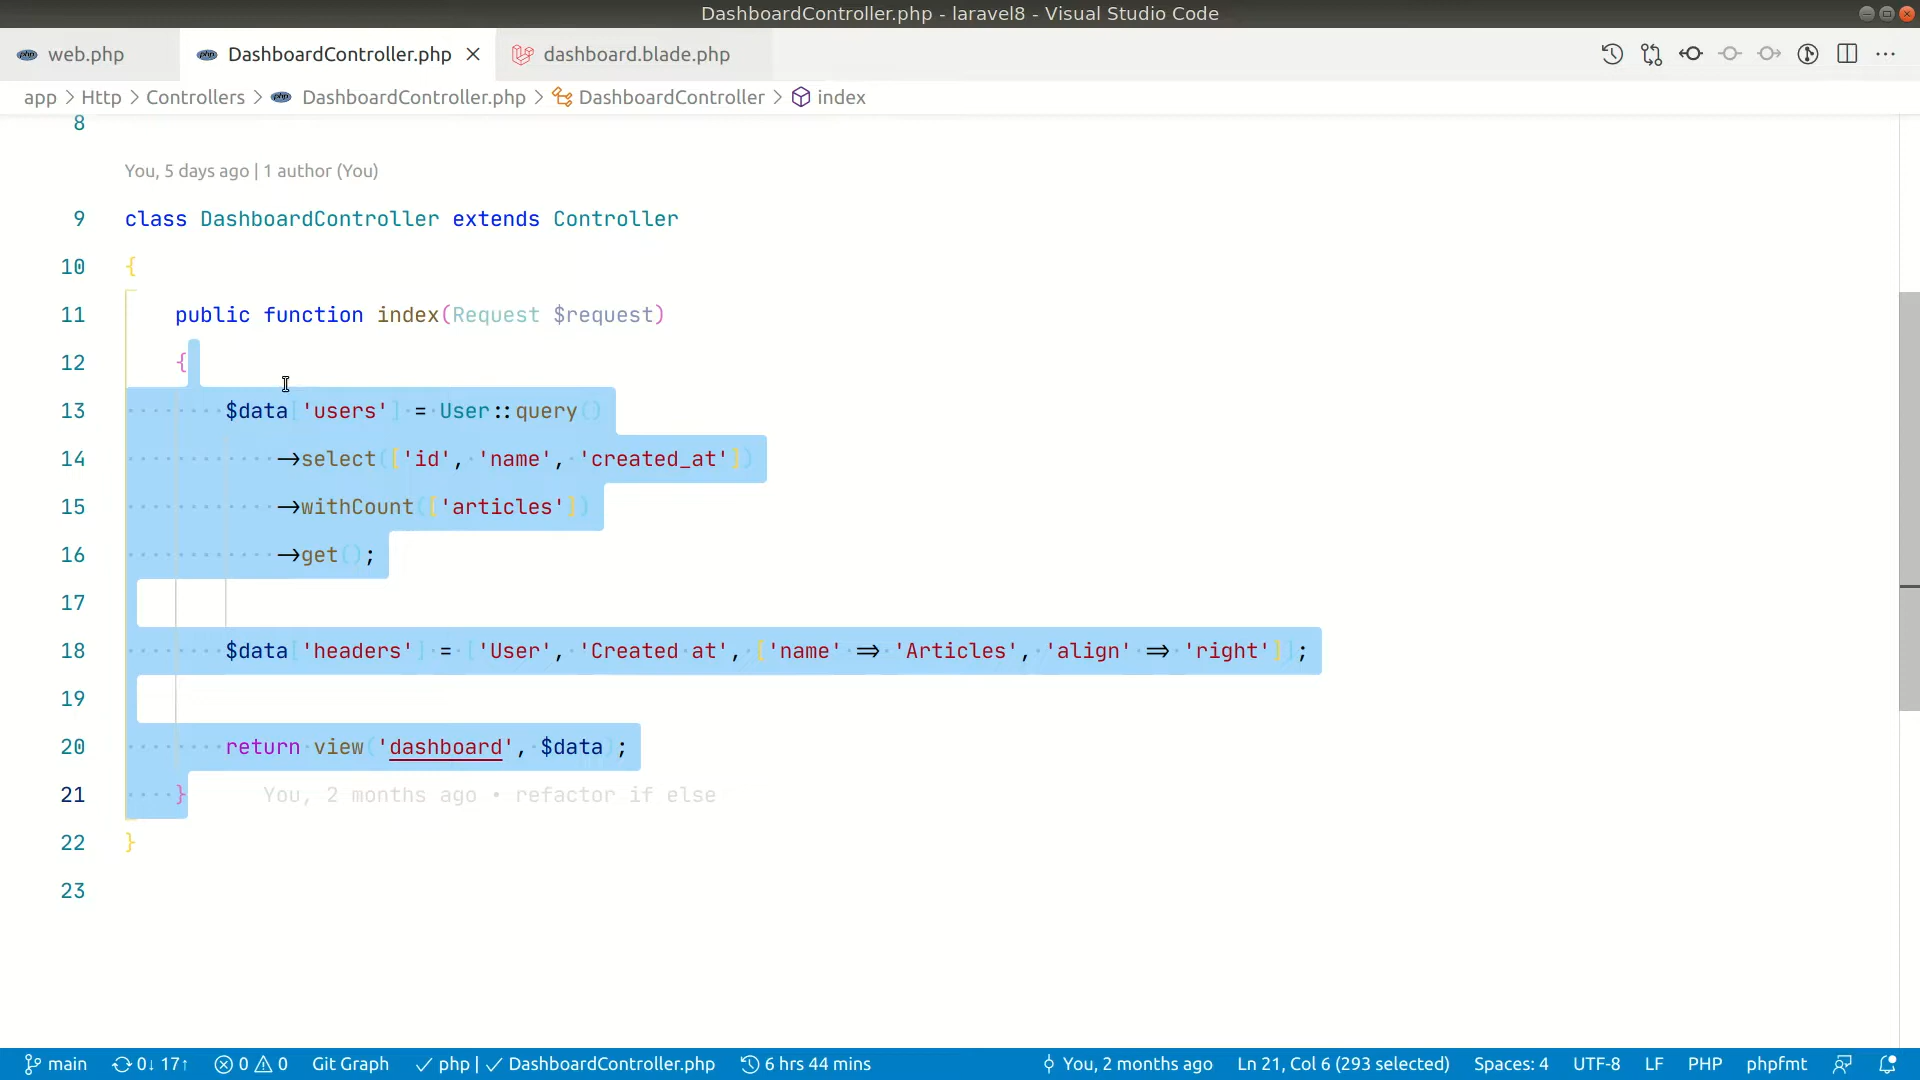 DashboardController.php - laravel8 - Visual Studio Code
web.php DashboardController.php dashboard.blade.php
app > Http > Controllers > DashboardController.php > DashboardController > index
8
You, 5 days ago | 1 author (You)
9 class DashboardController extends Controller
10 {
11 public function index(Request $request)
12 {
13 $data['users'] = User::query()
14 ->select(['id', 'name', 'created_at'])
15 ->withCount(['articles'])
16 ->get();
17
18 $data['headers'] = ['User', 'Created at', ['name' => 'Articles', 'align' => 'right']];
19
20 return view('dashboard', $data);
21 } You, 2 months ago • refactor if else
22 }
23
main 0↓ 17↑ 0 0 Git Graph ✓ php | ✓ DashboardController.php 6 hrs 44 mins You, 2 months ago Ln 21, Col 6 (293 selected) Spaces: 4 UTF-8 LF PHP phpfmt